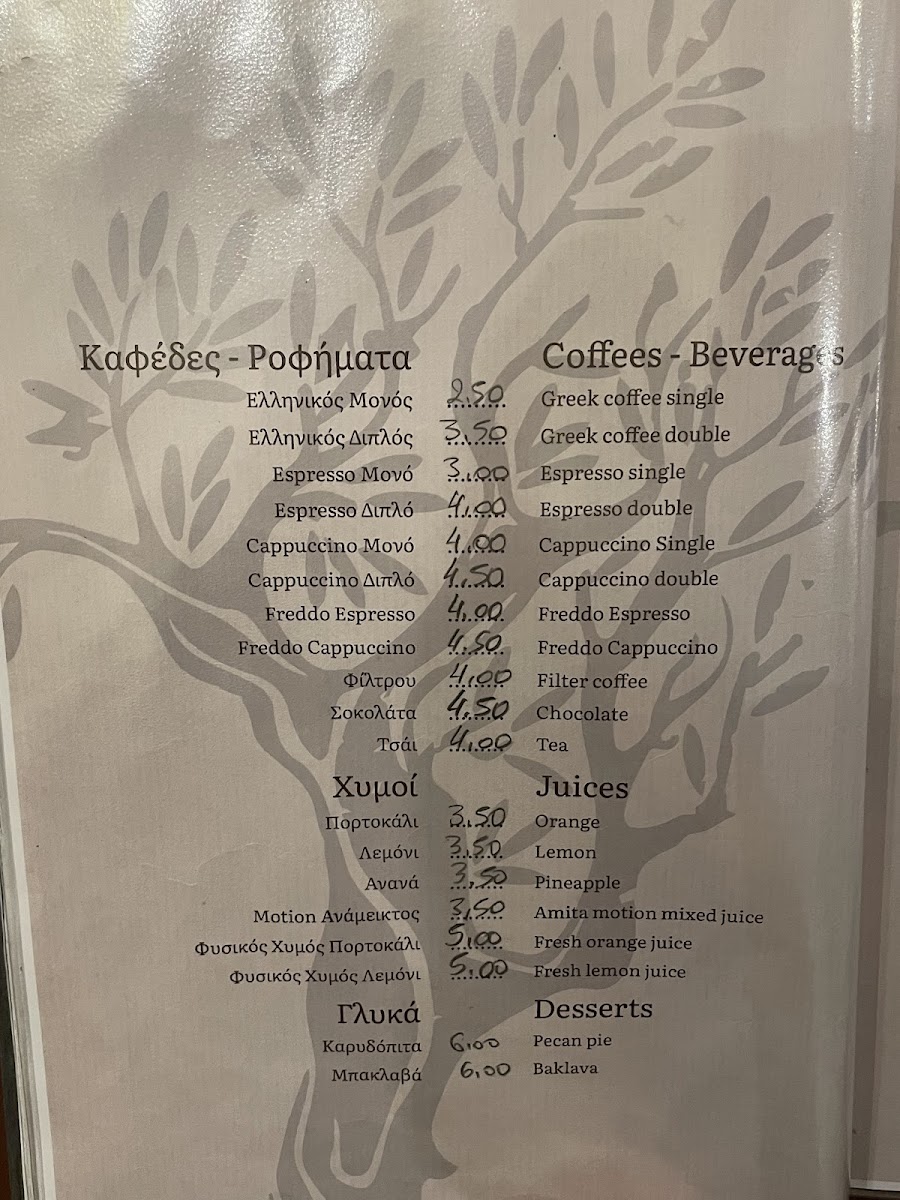 Καφέδες - Ροφήματα Coffees - Beverages
Ελληνικός Μονός 2,50 Greek coffee single
Ελληνικός Διπλός 3,50 Greek coffee double
Espresso Μονό 3,00 Espresso single
Espresso Διπλό 4,00 Espresso double
Cappuccino Μονό 4,00 Cappuccino Single
Cappuccino Διπλό 4,50 Cappuccino double
Freddo Espresso 4,00 Freddo Espresso
Freddo Cappuccino 4,50 Freddo Cappuccino
Φίλτρου 4,00 Filter coffee
Σοκολάτα 4,50 Chocolate
Τσάι 4,00 Tea
Χυμοί Juices
Πορτοκάλι 3,50 Orange
Λεμόνι 3,50 Lemon
Ανανά 3,50 Pineapple
Motion Ανάμεικτος 3,50 Amita motion mixed juice
Φυσικός Χυμός Πορτοκάλι 5,00 Fresh orange juice
Φυσικός Χυμός Λεμόνι 5,00 Fresh lemon juice
Γλυκά Desserts
Καρυδόπιτα 6,00 Pecan pie
Μπακλαβά 6,00 Baklava